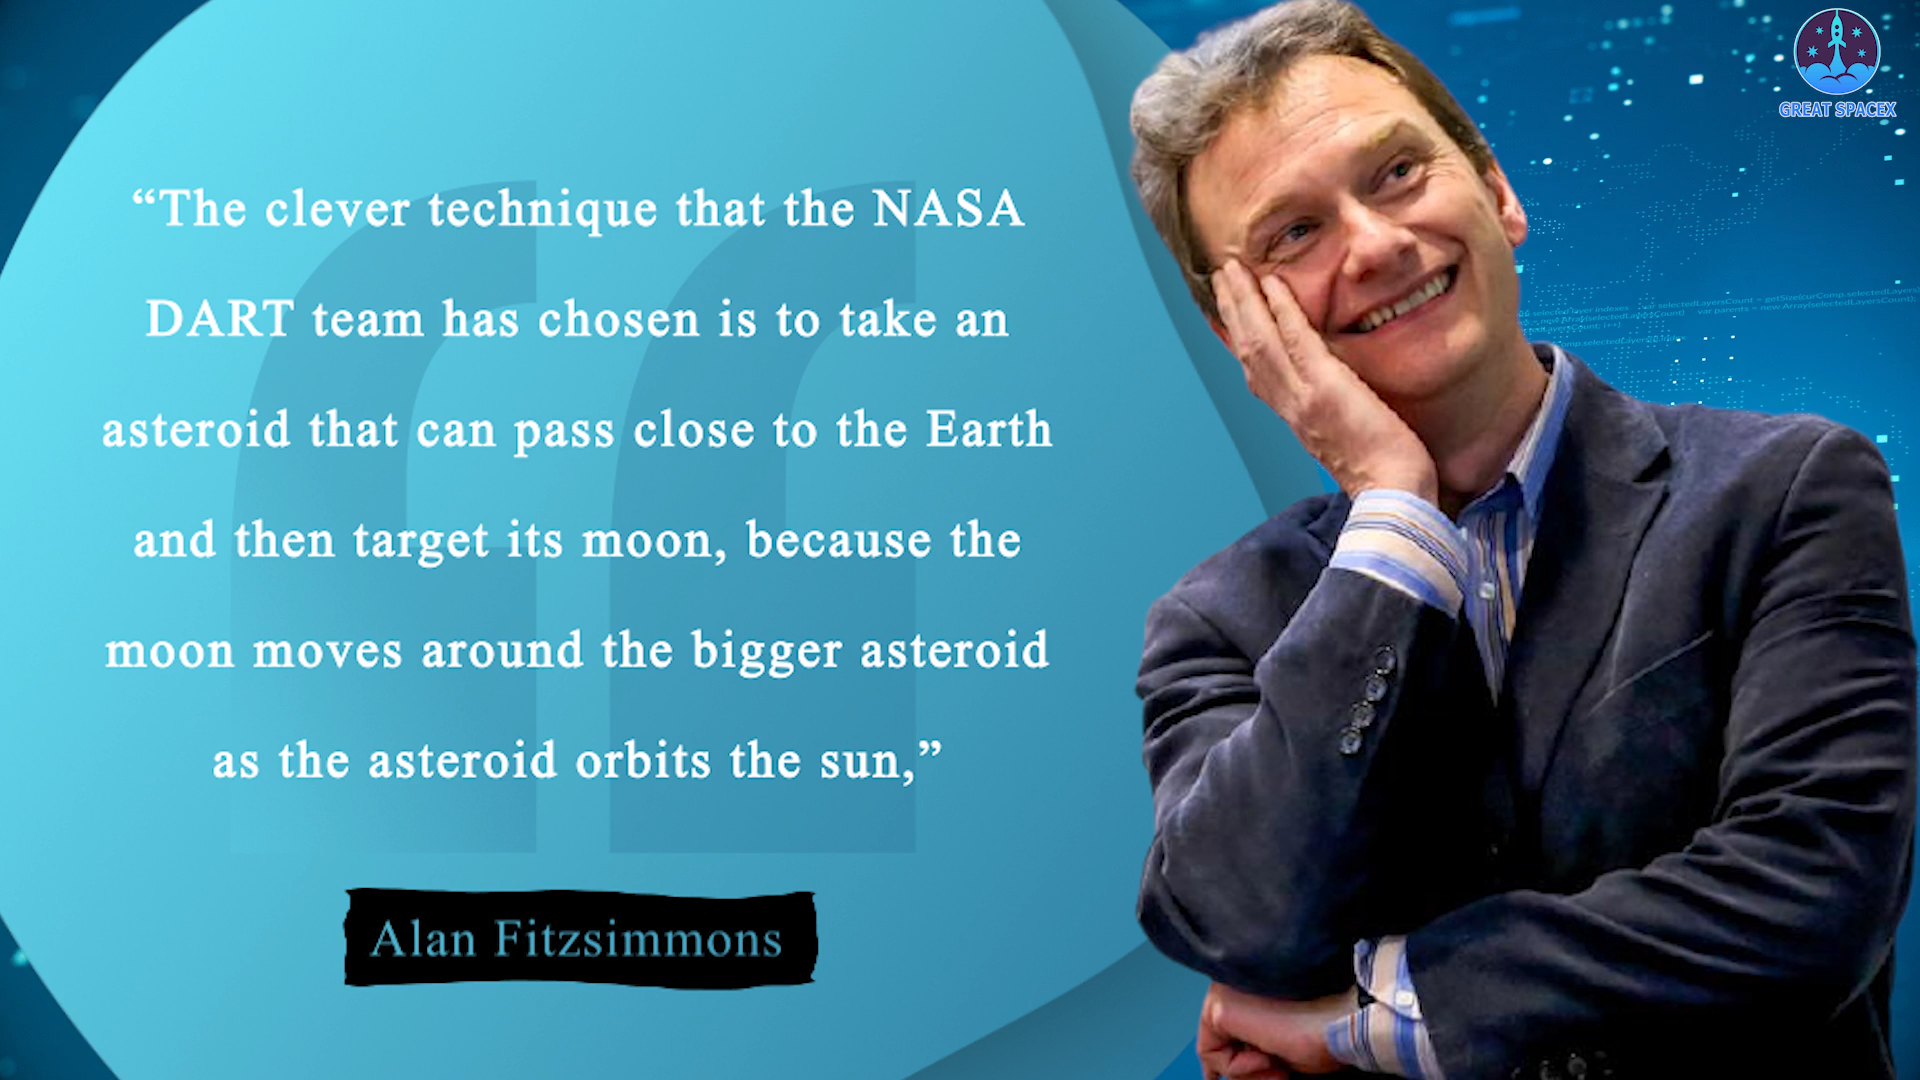 “The clever technique that the NASA
DART team has chosen is to take an
asteroid that can pass close to the Earth
and then target its moon, because the
moon moves around the bigger asteroid
as the asteroid orbits the sun,”
Alan Fitzsimmons
GREAT SPACEX